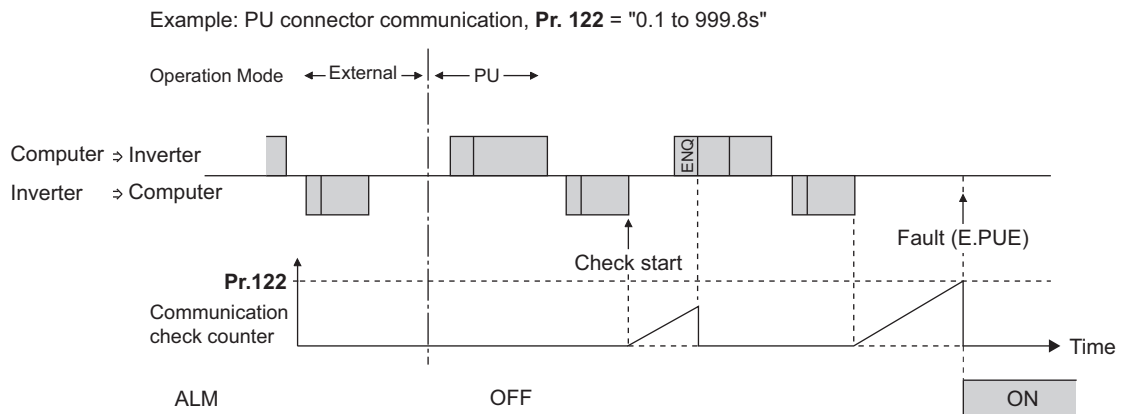 Example: PU connector communication, Pr. 122 = "0.1 to 999.8s"
Operation Mode External PU
Computer ⇒ Inverter
ENQ
Inverter ⇒ Computer
Fault (E.PUE)
Check start
Pr.122
Communication
check counter
Time
ALM OFF ON